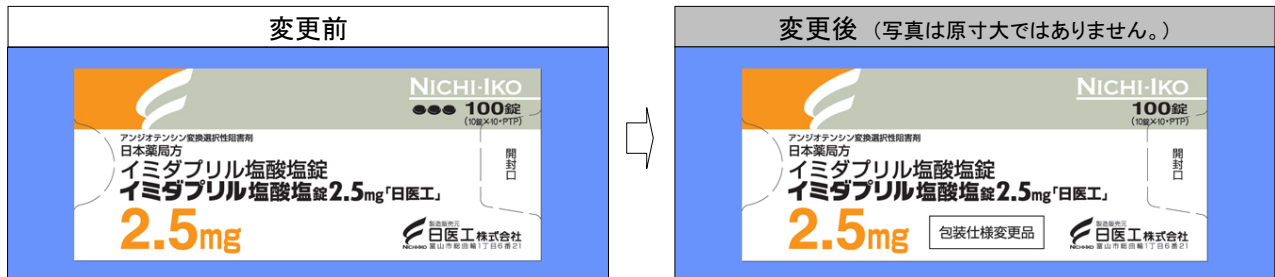 変更前
NICHI-IKO
●●● 100錠
(10錠×10・PTP)
アンジオテンシン変換選択性阻害剤
日本薬局方
イミダプリル塩酸塩錠
イミダプリル塩酸塩錠2.5mg「日医工」
2.5mg
開封口
製造販売元
NICHI-IKO 日医工株式会社
富山市総曲輪1丁目6番21
変更後 (写真は原寸大ではありません。)
NICHI-IKO
100錠
(10錠×10・PTP)
アンジオテンシン変換選択性阻害剤
日本薬局方
イミダプリル塩酸塩錠
イミダプリル塩酸塩錠2.5mg「日医工」
2.5mg
包装仕様変更品
開封口
製造販売元
NICHI-IKO 日医工株式会社
富山市総曲輪1丁目6番21